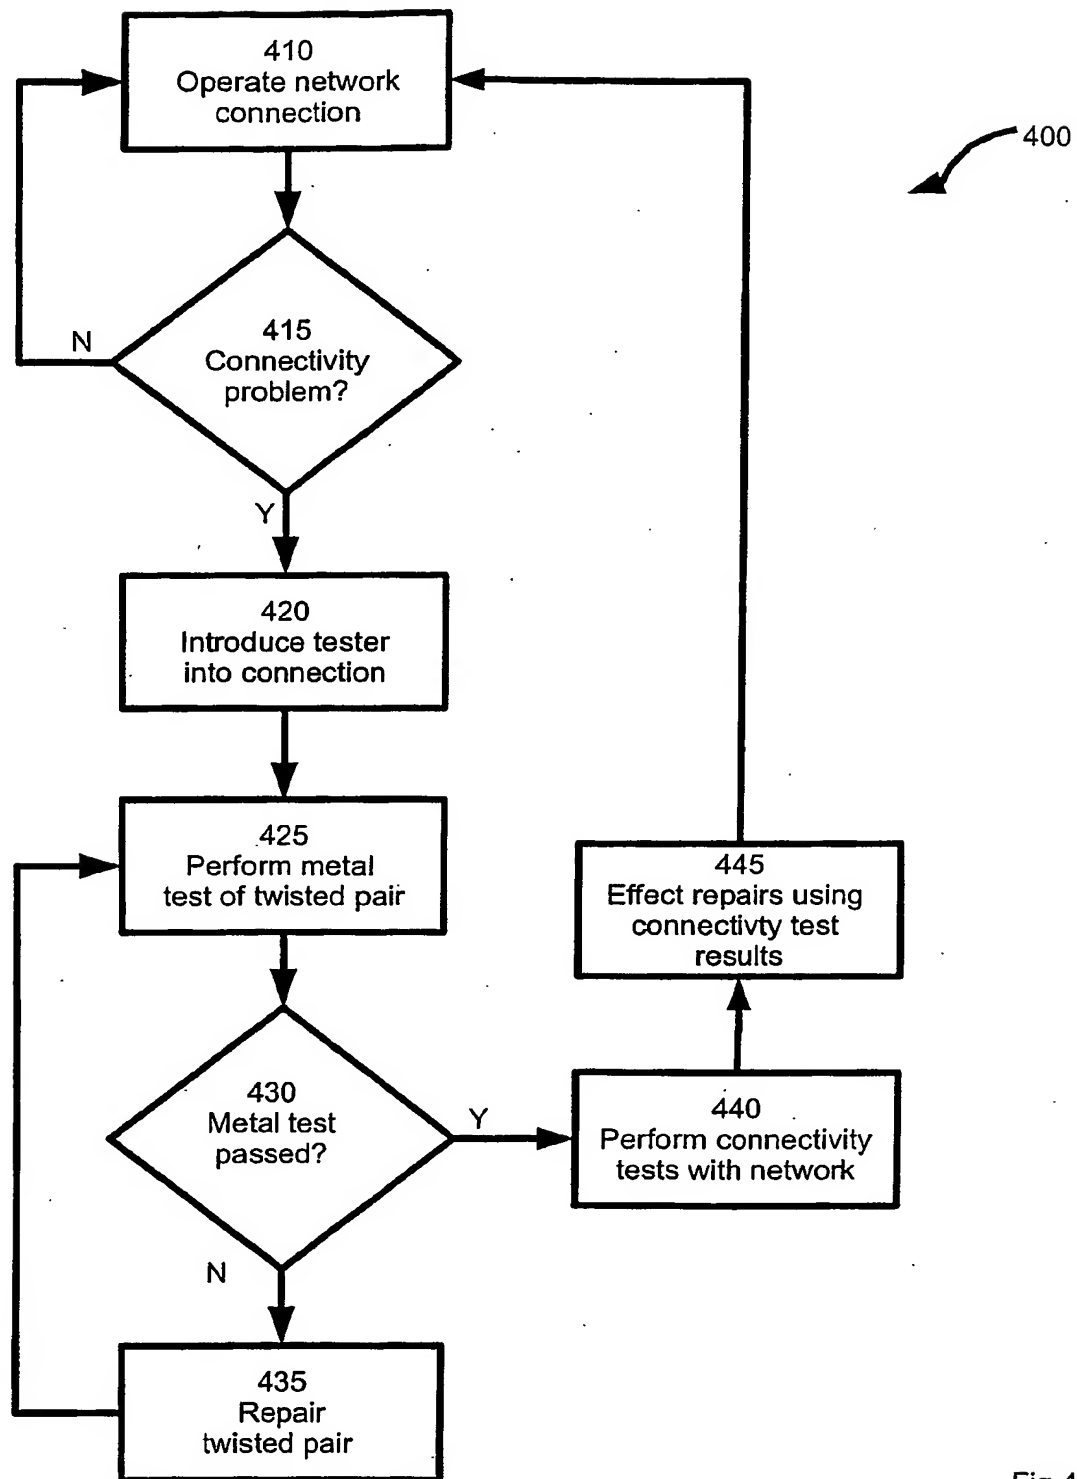 410
Operate network
connection
400
415
Connectivity
problem?
N
Y
420
Introduce tester
into connection
425
Perform metal
test of twisted pair
445
Effect repairs using
connectivty test
results
430
Metal test
passed?
Y
440
Perform connectivity
tests with network
N
435
Repair
twisted pair